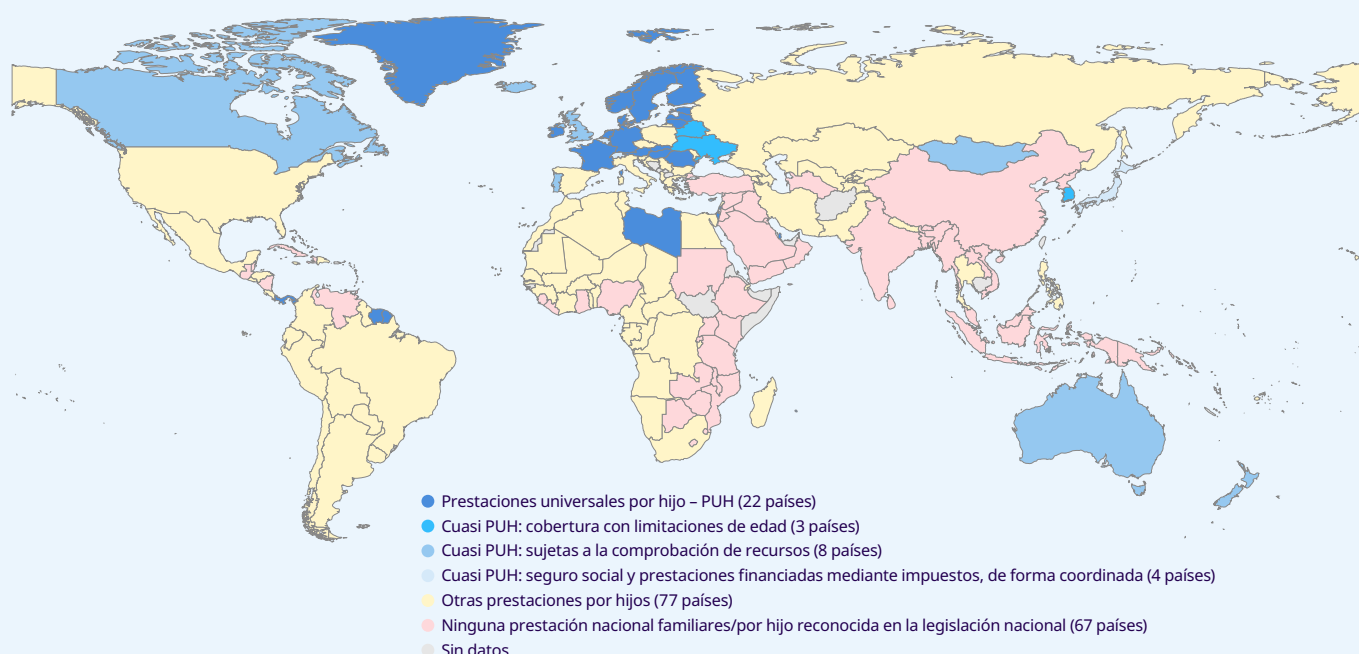 Prestaciones universales por hijo – PUH (22 países)
Cuasi PUH: cobertura con limitaciones de edad (3 países)
Cuasi PUH: sujetas a la comprobación de recursos (8 países)
Cuasi PUH: seguro social y prestaciones financiadas mediante impuestos, de forma coordinada (4 países)
Otras prestaciones por hijos (77 países)
Ninguna prestación nacional familiares/por hijo reconocida en la legislación nacional (67 países)
Sin datos